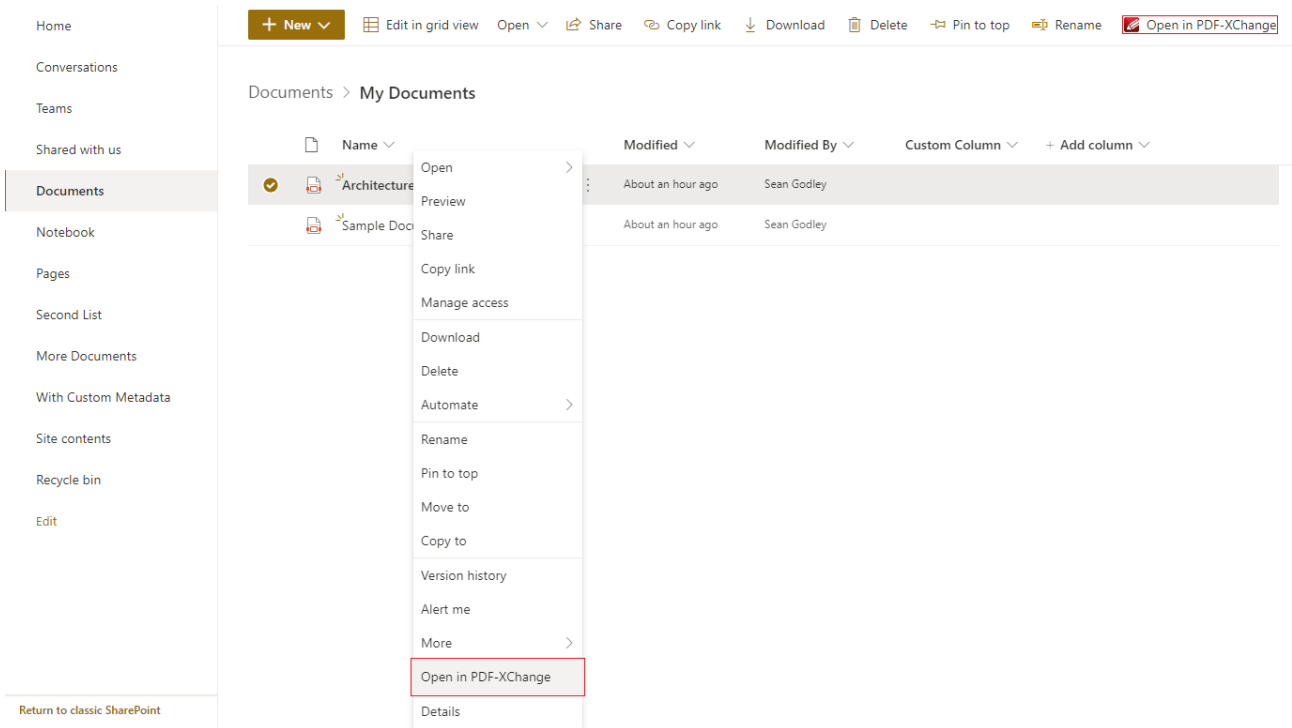 Home
Conversations
Teams
Shared with us
Documents
Notebook
Pages
Second List
More Documents
With Custom Metadata
Site contents
Recycle bin
Edit
Return to classic SharePoint
+ New Edit in grid view Open Share Copy link Download Delete Pin to top Rename Open in PDF-XChange
Documents > My Documents
Name Modified Modified By Custom Column + Add column
Architecture About an hour ago Sean Godley
Sample About an hour ago Sean Godley
Open
Preview
Share
Copy link
Manage access
Download
Delete
Automate
Rename
Pin to top
Move to
Copy to
Version history
Alert me
More
Open in PDF-XChange
Details